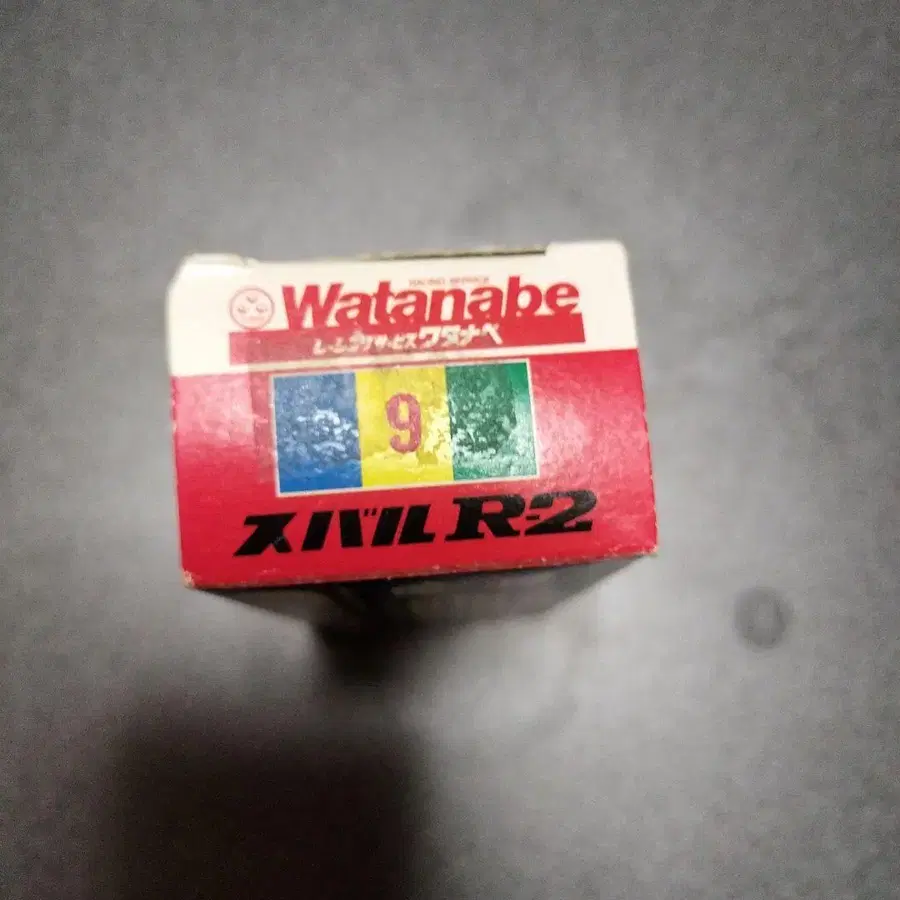 RACING SERVICE
Watanabe
レーシングサービス ワタナベ
9
スバル R-2